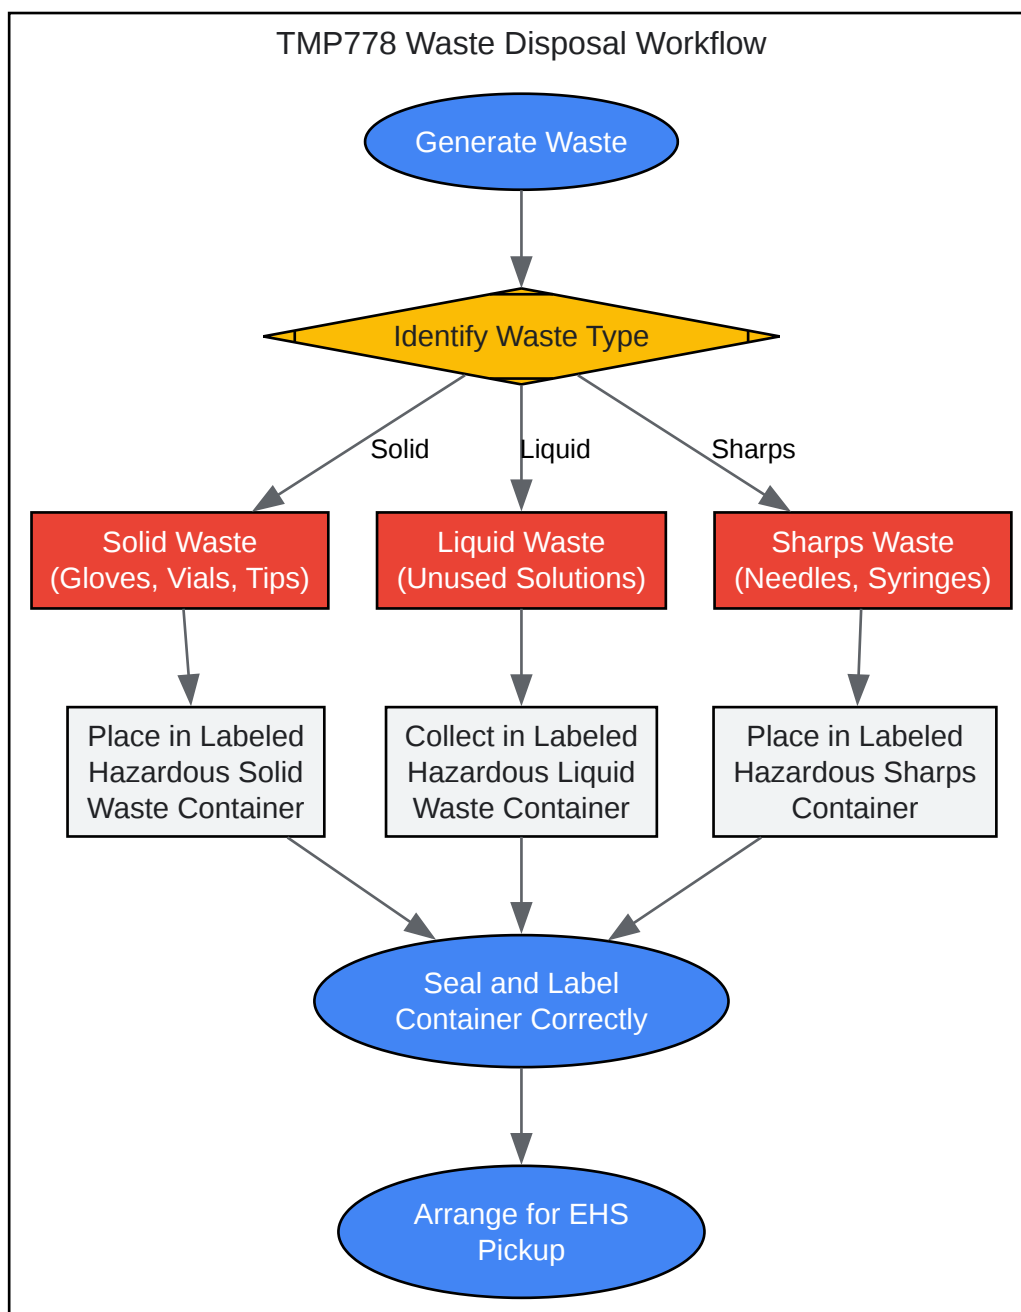 TMP778 Waste Disposal Workflow
Generate Waste
Identify Waste Type
Solid
Liquid
Sharps
Solid Waste
(Gloves, Vials, Tips)
Liquid Waste
(Unused Solutions)
Sharps Waste
(Needles, Syringes)
Place in Labeled
Hazardous Solid
Waste Container
Collect in Labeled
Hazardous Liquid
Waste Container
Place in Labeled
Hazardous Sharps
Container
Seal and Label
Container Correctly
Arrange for EHS
Pickup